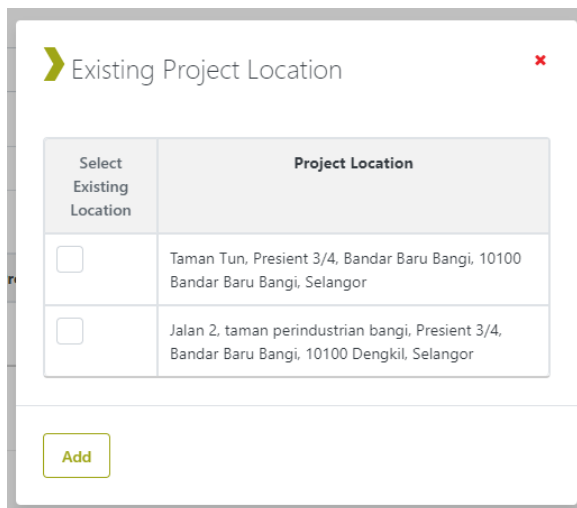 Existing Project Location
Select
Existing
Location
Project Location
Taman Tun, Presient 3/4, Bandar Baru Bangi, 10100
Bandar Baru Bangi, Selangor
Jalan 2, taman perindustrian bangi, Presient 3/4,
Bandar Baru Bangi, 10100 Dengkil, Selangor
Add